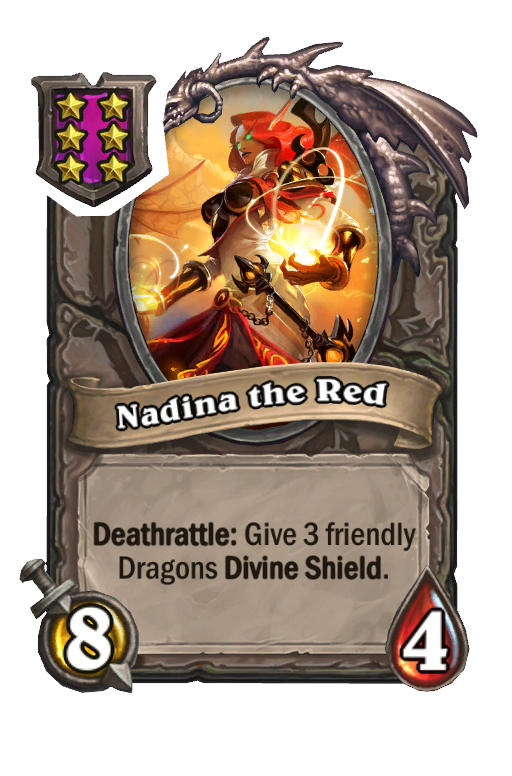 Nadina the Red
Deathrattle: Give 3 friendly
Dragons Divine Shield.
8
4